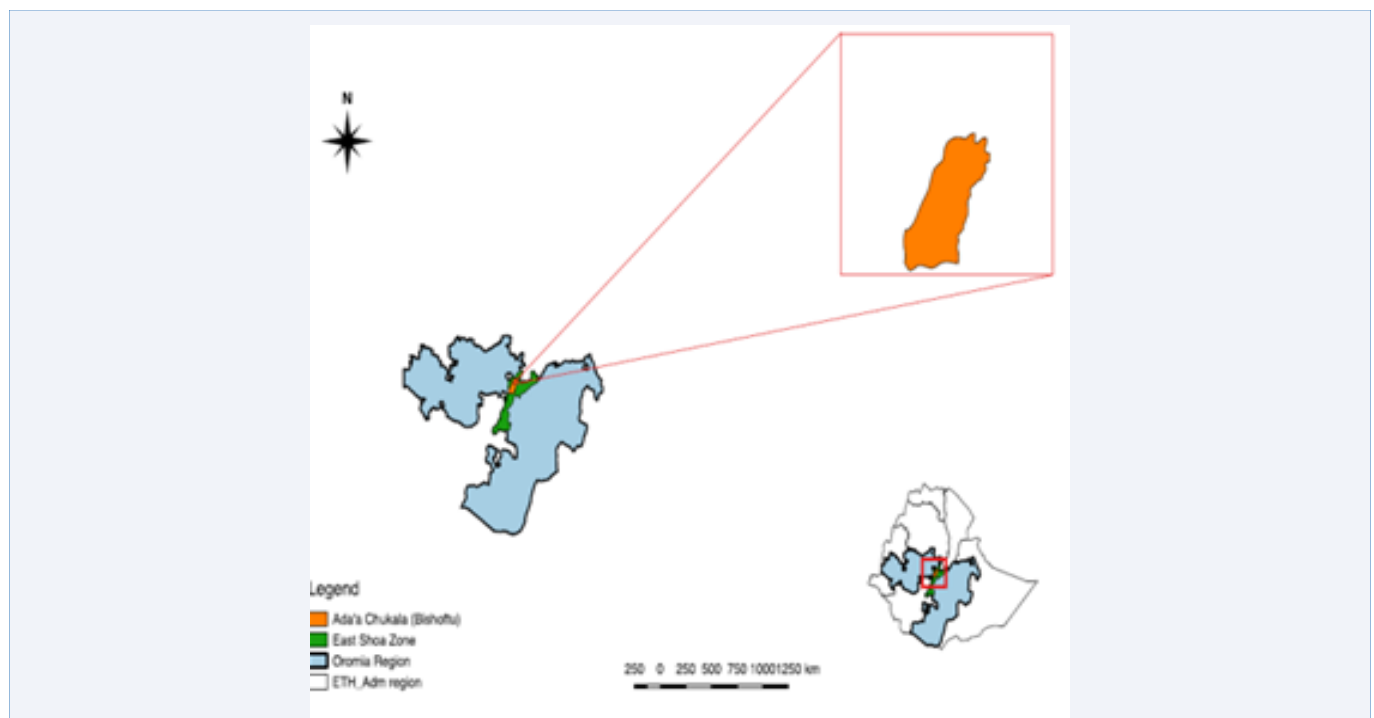 N
Legend
Ada'a Chukala (Bishoftu)
East Shoa Zone
Oromia Region
ETH_Adm region
250 0 250 500 750 10001250 km